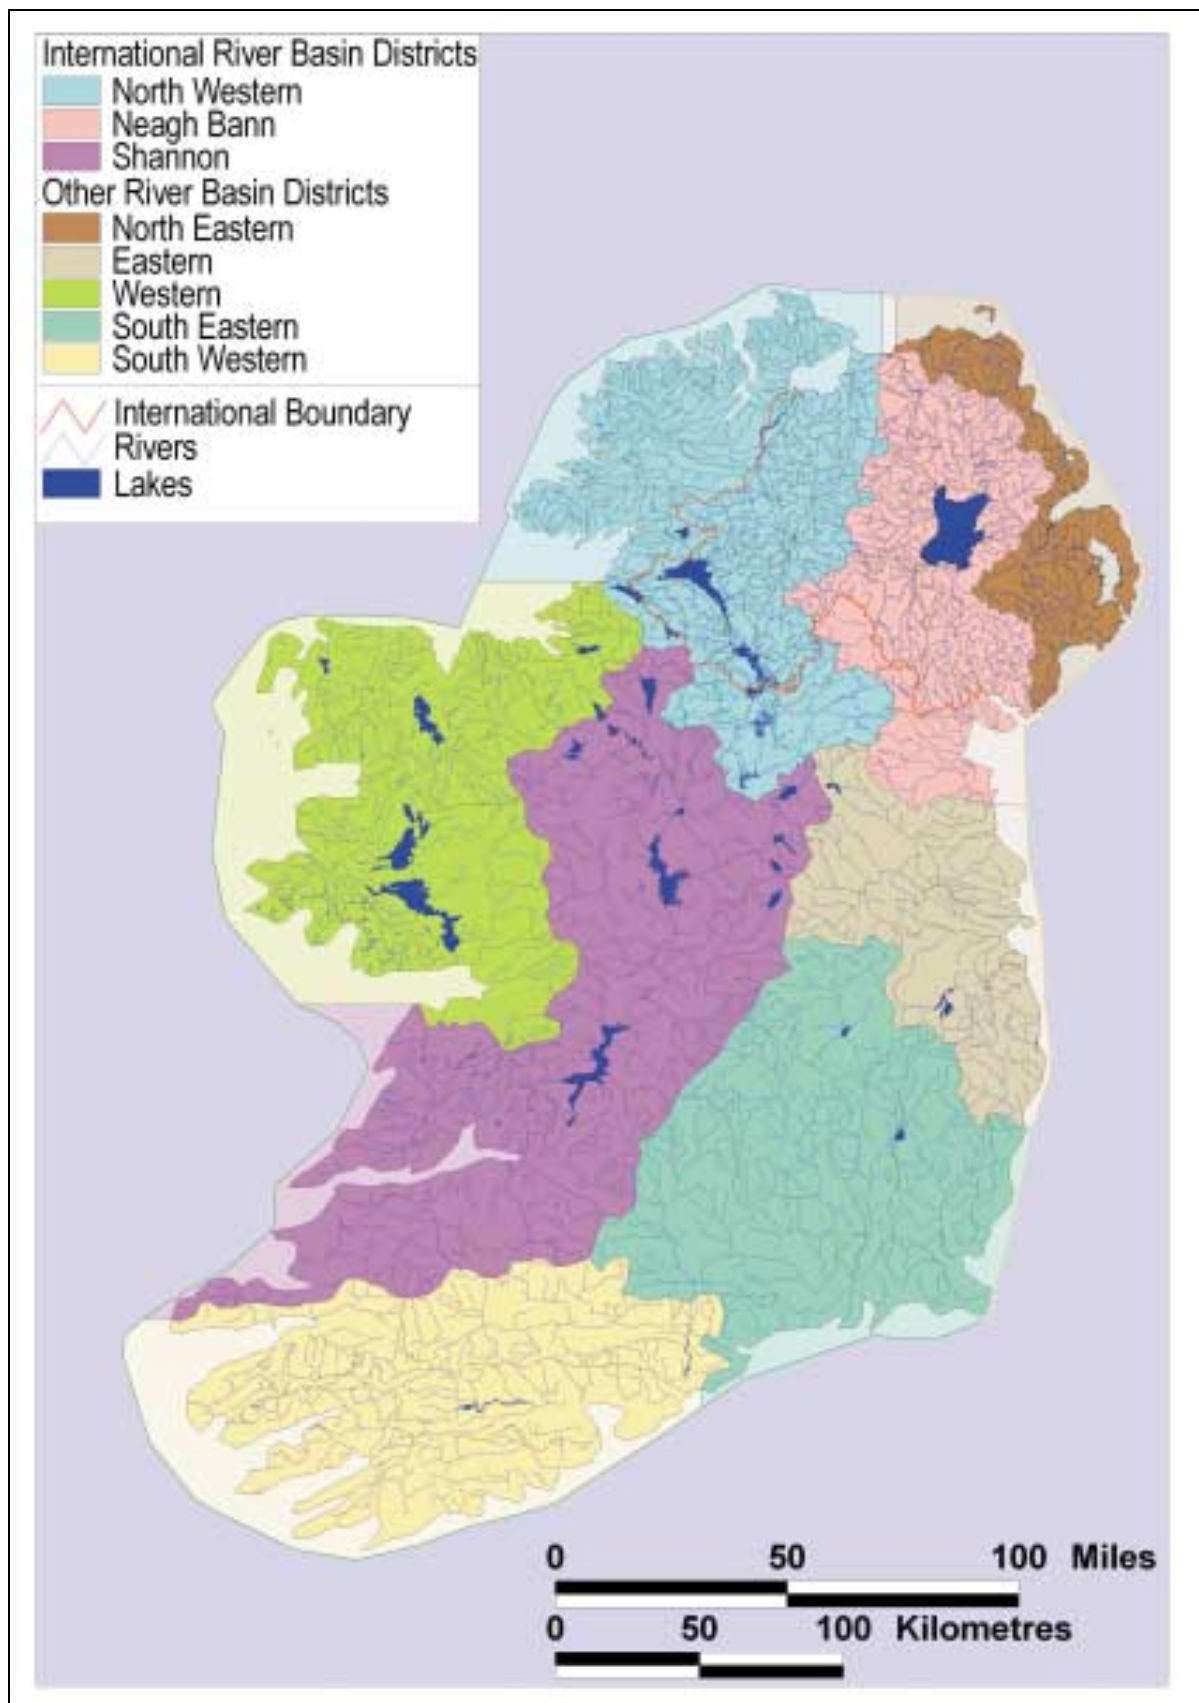 International River Basin Districts
North Western
Neagh Bann
Shannon
Other River Basin Districts
North Eastern
Eastern
Western
South Eastern
South Western
International Boundary
Rivers
Lakes
0 50 100 Miles
0 50 100 Kilometres